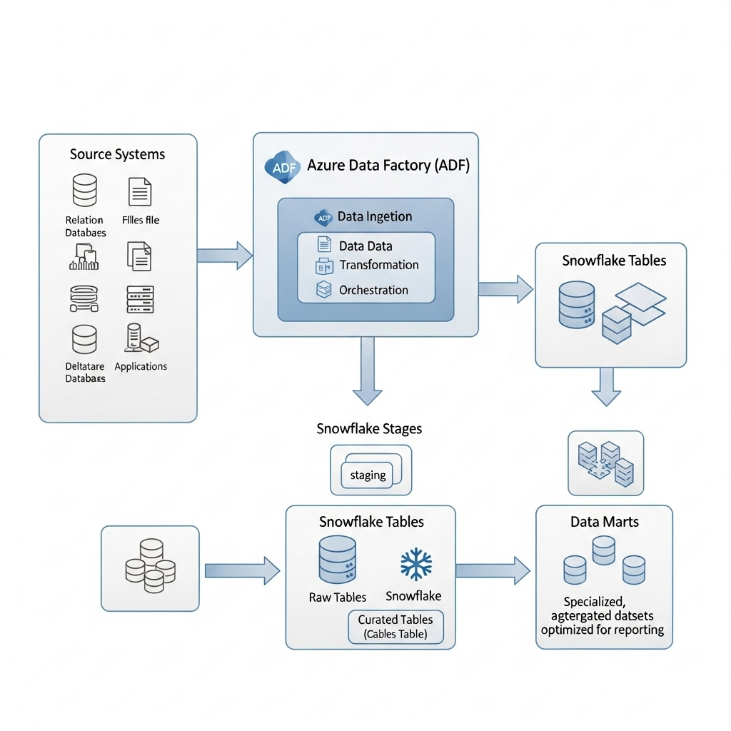 Source Systems
Relation
Databaes
Fllles file
Deltatare
Databaxs
Applications
ADF
Azure Data Factory (ADF)
ADF
Data Ingetion
Data Data
Transformation
Orchestration
Snowflake Tables
Snowflake Stages
staging
Snowflake Tables
Raw Tables
Snowflake
Curated Tables
(Cables Table)
Data Marts
Specialized,
agtergated datsets
optimized for reporting